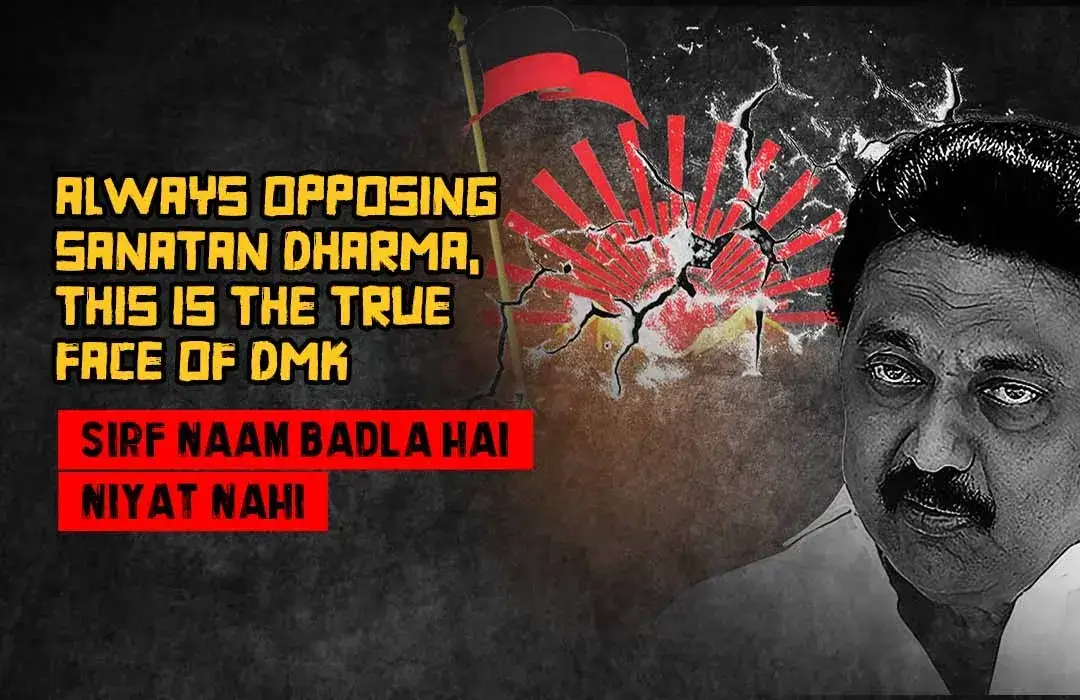 ALWAYS OPPOSING
SANATAN DHARMA,
THIS IS THE TRUE
FACE OF DMK
SIRF NAAM BADLA HAI
NIYAT NAHI